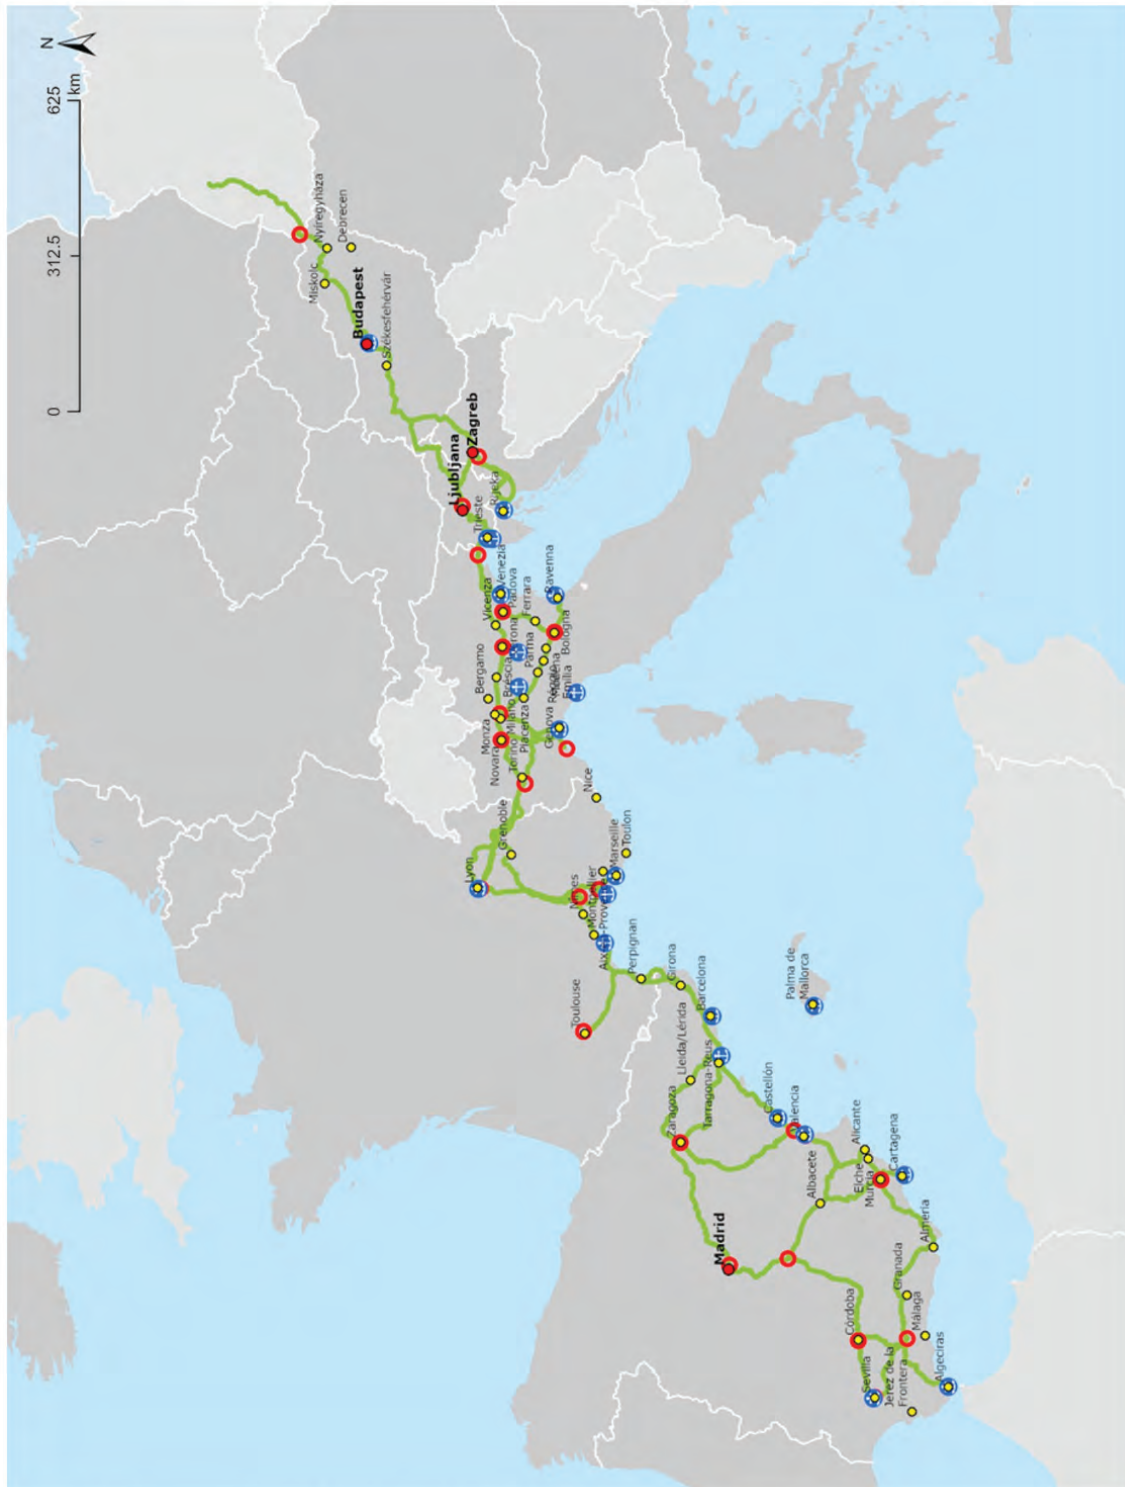 N
0 312.5 625
km
Nyíregyháza
Debrecen
Miskolc
Budapest
Székesfehérvár
Zagreb
Ljubljana
Rijeka
Trieste
Venezia
Padova
Vicenza
Ferrara
Ravenna
Bologna
Parma
Bergamo
Brescia
Emilia
Milano
Piacenza
Monza
Novara
Torino
Genova
Nice
Grenoble
Lyon
Toulon
Marseille
Nîmes
Montpellier
Perpignan
Girona
Toulouse
Barcelona
Palma de
Mallorca
Lleida/Lérida
Tarragona-Reus
Zaragoza
Castellón
Valencia
Alicante
Elche
Murcia
Cartagena
Albacete
Madrid
Almería
Granada
Málaga
Córdoba
Sevilla
Jerez de la
Frontera
Algeciras